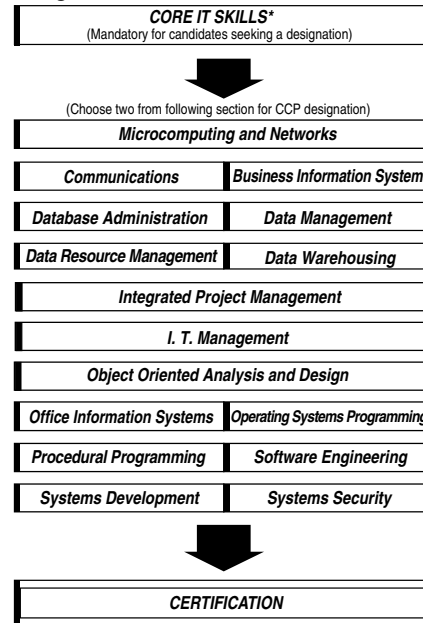 CORE IT SKILLS*
(Mandatory for candidates seeking a designation)
(Choose two from following section for CCP designation)
Microcomputing and Networks
Communications
Business Information System
Database Administration
Data Management
Data Resource Management
Data Warehousing
Integrated Project Management
I. T. Management
Object Oriented Analysis and Design
Office Information Systems
Operating Systems Programming
Procedural Programming
Software Engineering
Systems Development
Systems Security
CERTIFICATION